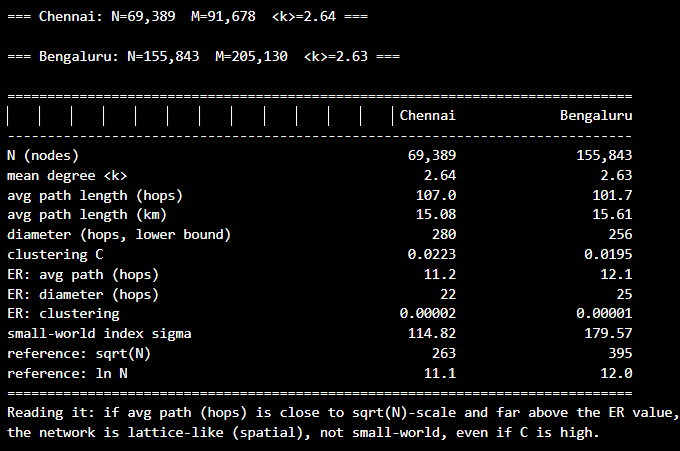 === Chennai: N=69,389  M=91,678  <k>=2.64 ===
=== Bengaluru: N=155,843  M=205,130  <k>=2.63 ===
===============================================================================
Chennai  Bengaluru
-------------------------------------------------------------------------------
N (nodes)  69,389  155,843
mean degree <k>  2.64  2.63
avg path length (hops)  107.0  101.7
avg path length (km)  15.08  15.61
diameter (hops, lower bound)  280  256
clustering C  0.0223  0.0195
ER: avg path (hops)  11.2  12.1
ER: diameter (hops)  22  25
ER: clustering  0.00002  0.00001
small-world index sigma  114.82  179.57
reference: sqrt(N)  263  395
reference: ln N  11.1  12.0
===============================================================================
Reading it: if avg path (hops) is close to sqrt(N)-scale and far above the ER value,
the network is lattice-like (spatial), not small-world, even if C is high.